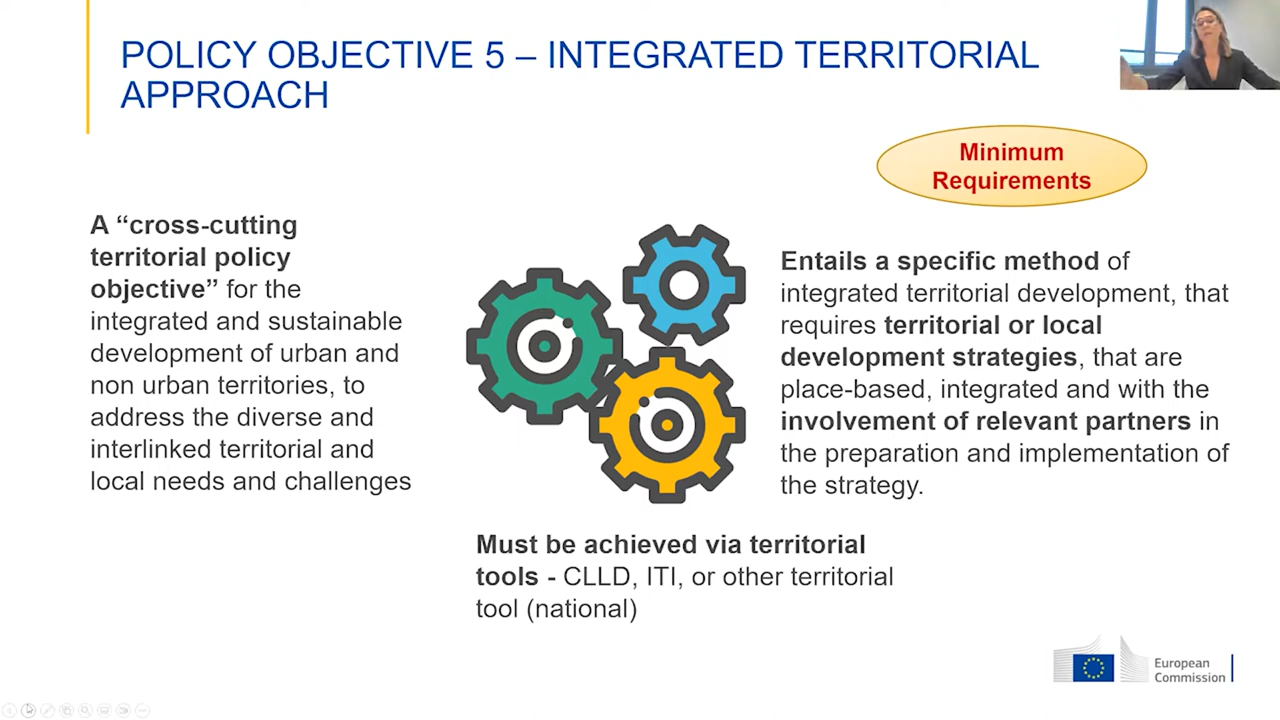 POLICY OBJECTIVE 5 – INTEGRATED TERRITORIAL
APPROACH
Minimum
Requirements
A “cross-cutting
territorial policy
objective” for the
integrated and sustainable
development of urban and
non urban territories, to
address the diverse and
interlinked territorial and
local needs and challenges
Entails a specific method of
integrated territorial development, that
requires territorial or local
development strategies, that are
place-based, integrated and with the
involvement of relevant partners in
the preparation and implementation of
the strategy.
Must be achieved via territorial
tools - CLLD, ITI, or other territorial
tool (national)
European
Commission